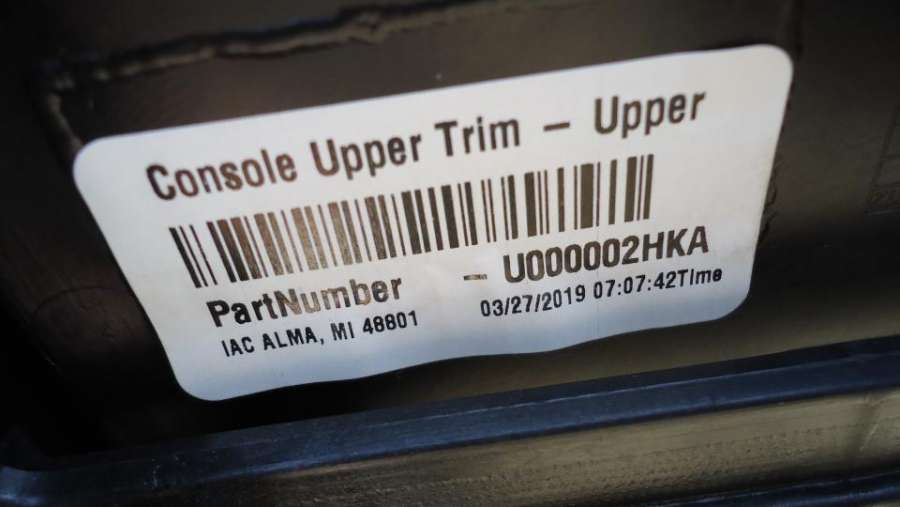 Console Upper Trim - Upper
PartNumber - U000002HKA
IAC ALMA, MI 48801 03/27/2019 07:07:42Time